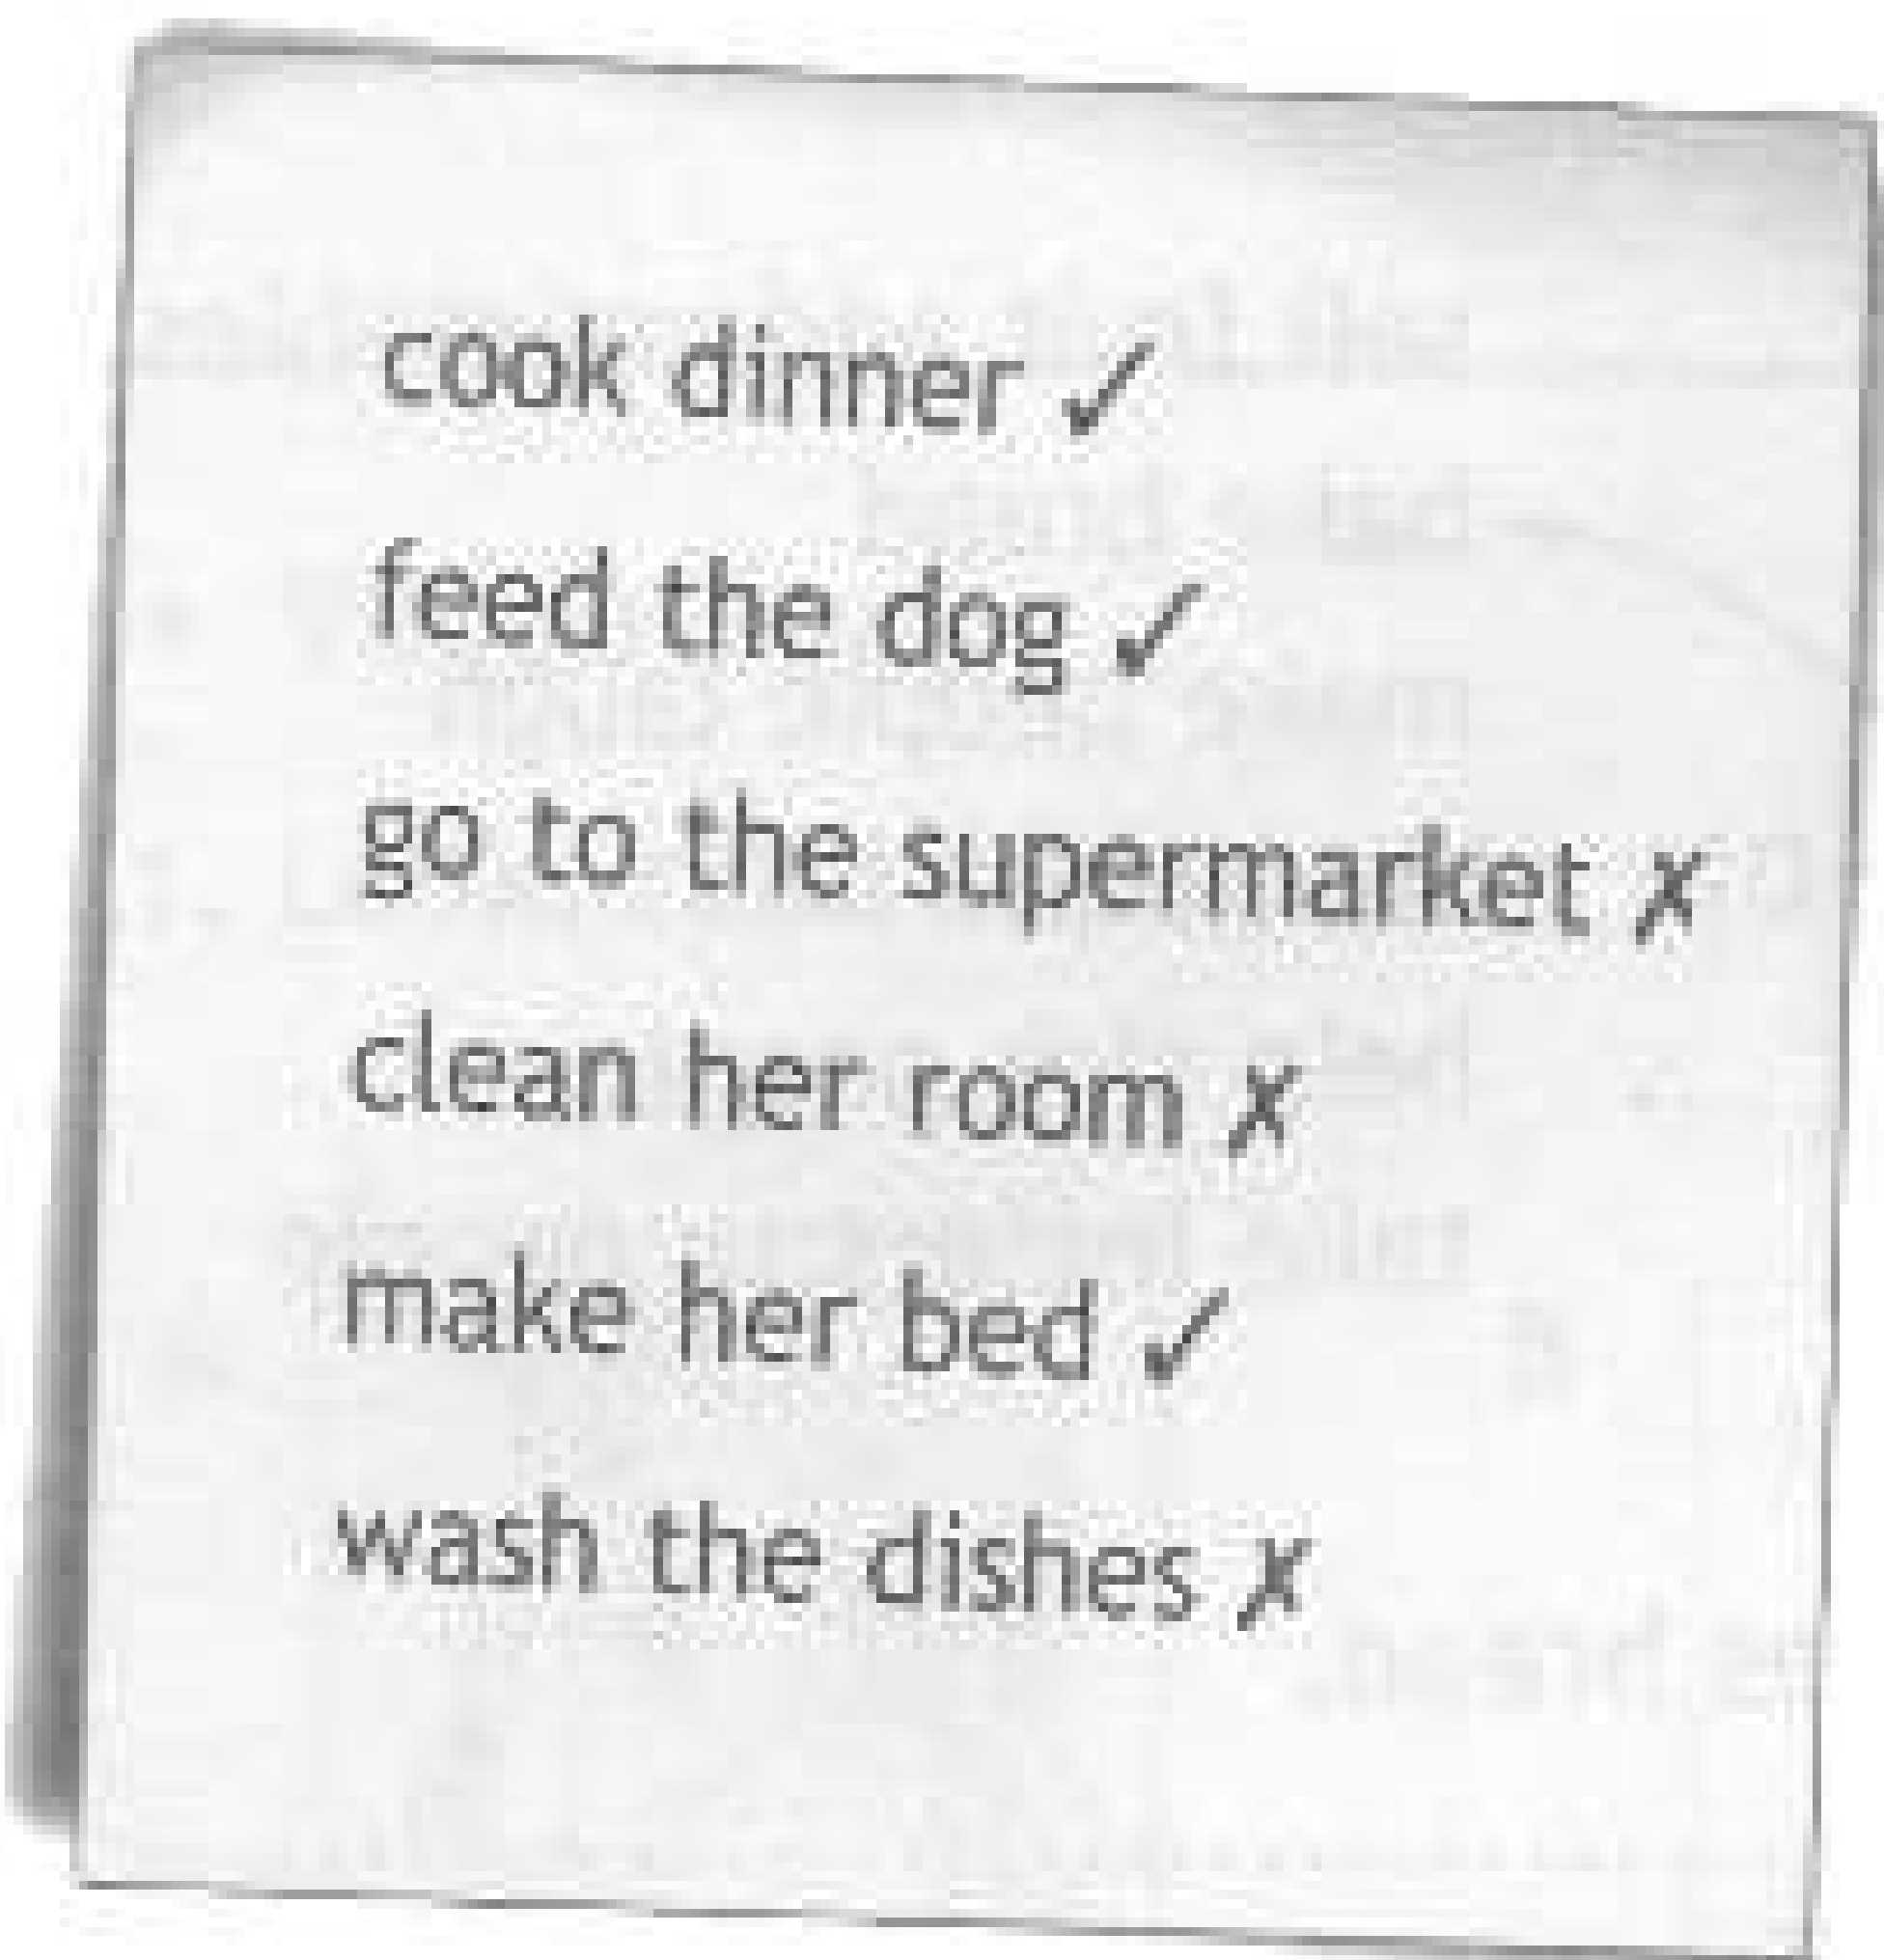 cook dinner ✓
feed the dog ✓
go to the supermarket ✗
clean her room ✗
make her bed ✓
wash the dishes ✗